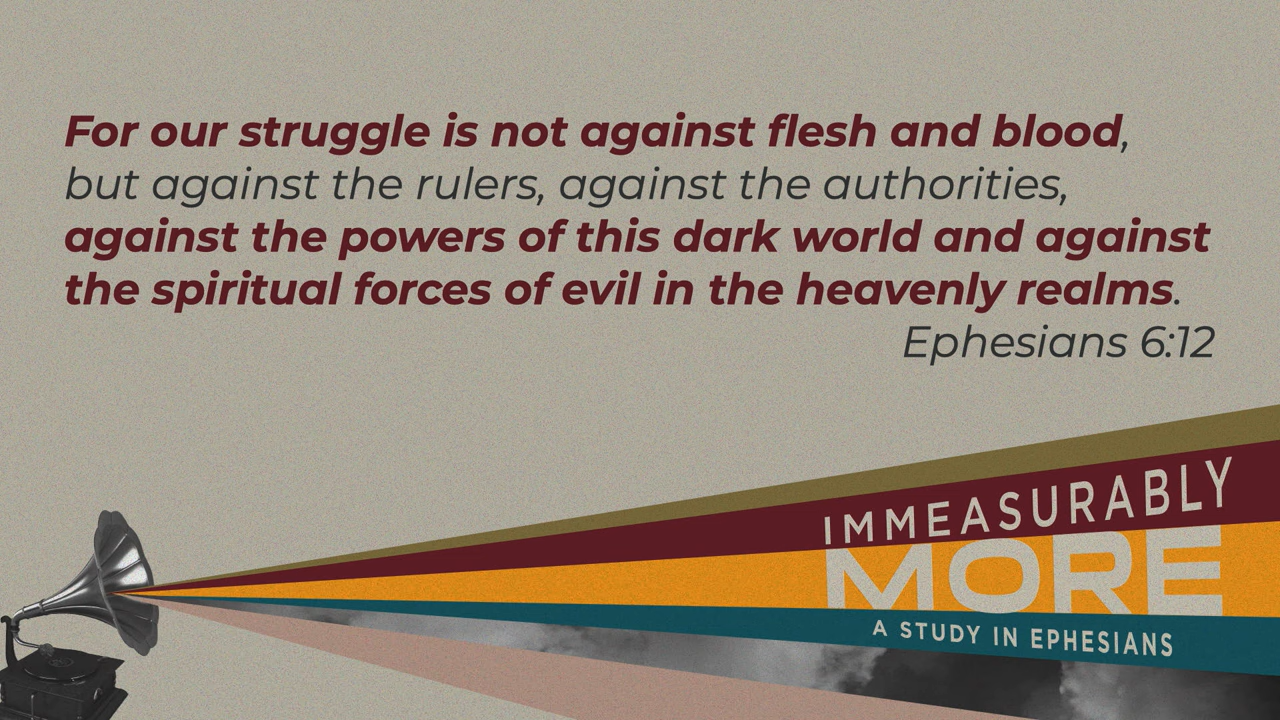 For our struggle is not against flesh and blood,
but against the rulers, against the authorities,
against the powers of this dark world and against
the spiritual forces of evil in the heavenly realms.
Ephesians 6:12
IMMEASURABLY
MORE
A STUDY IN EPHESIANS